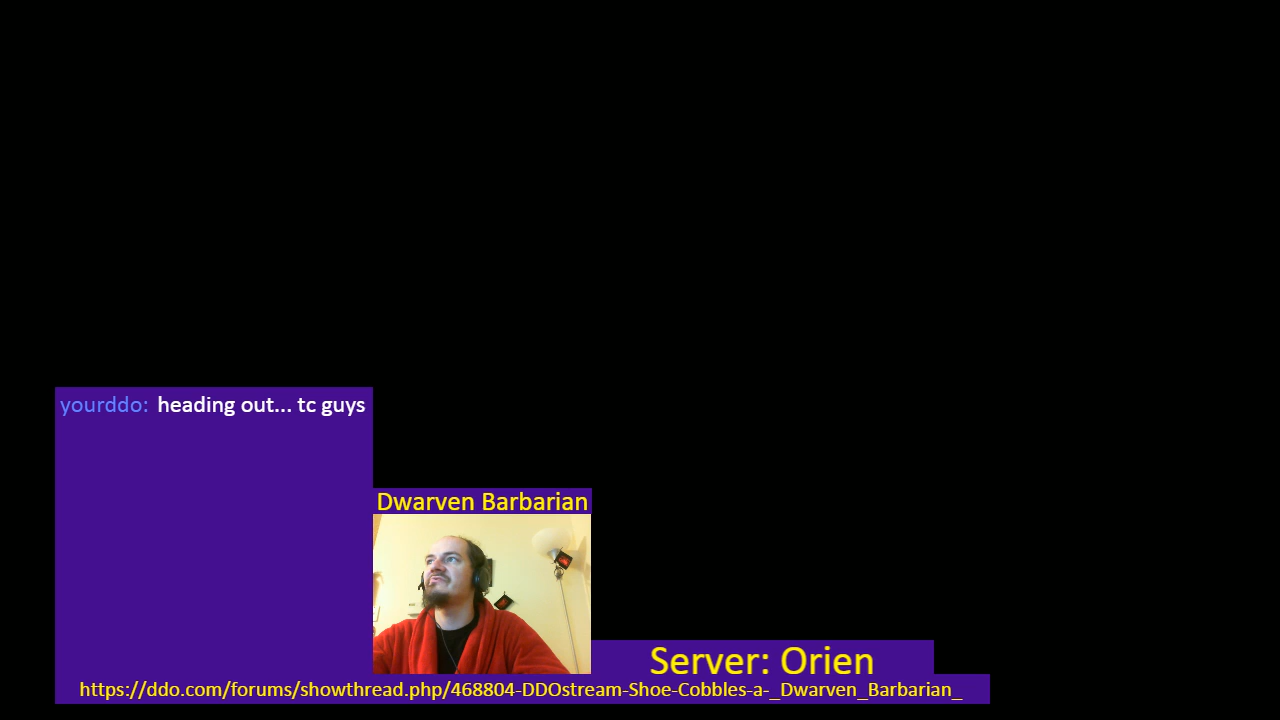 yourddo: heading out... tc guys
Dwarven Barbarian
Server: Orien
https://ddo.com/forums/showthread.php/468804-DDOstream-Shoe-Cobbles-a-_Dwarven_Barbarian_